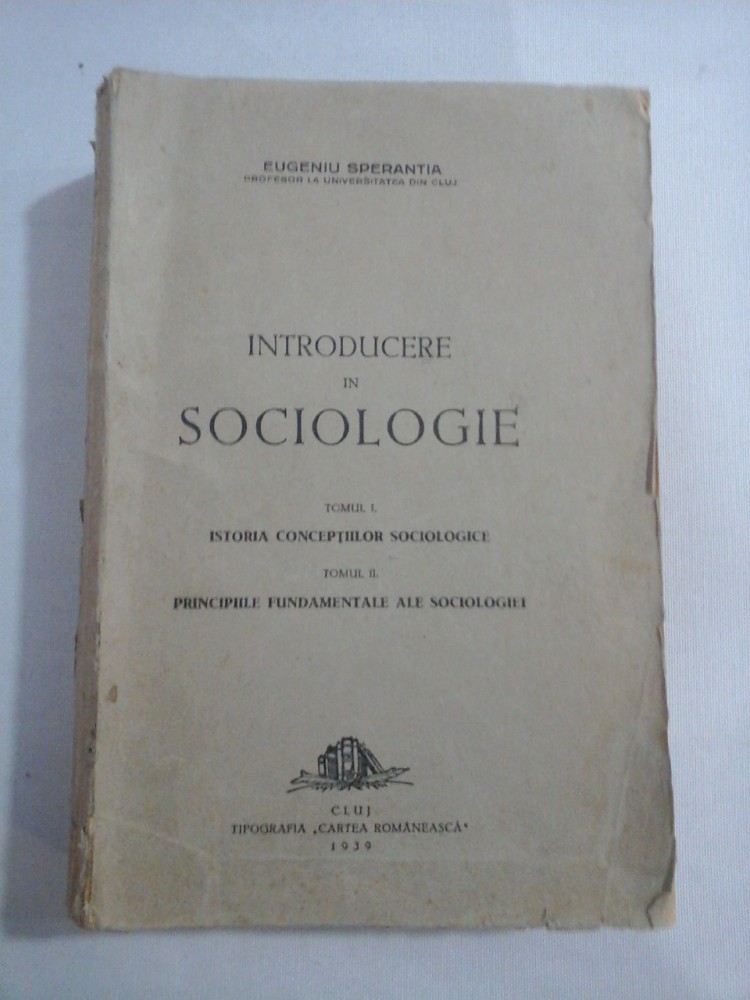 EUGENIU SPERANTIA
PROFESOR LA UNIVERSITATEA DIN CLUJ
INTRODUCERE
IN
SOCIOLOGIE
TOMUL I.
ISTORIA CONCEPȚIILOR SOCIOLOGICE
TOMUL II.
PRINCIPIILE FUNDAMENTALE ALE SOCIOLOGIEI
CLUJ
TIPOGRAFIA „CARTEA ROMÂNEASCĂ“
1939